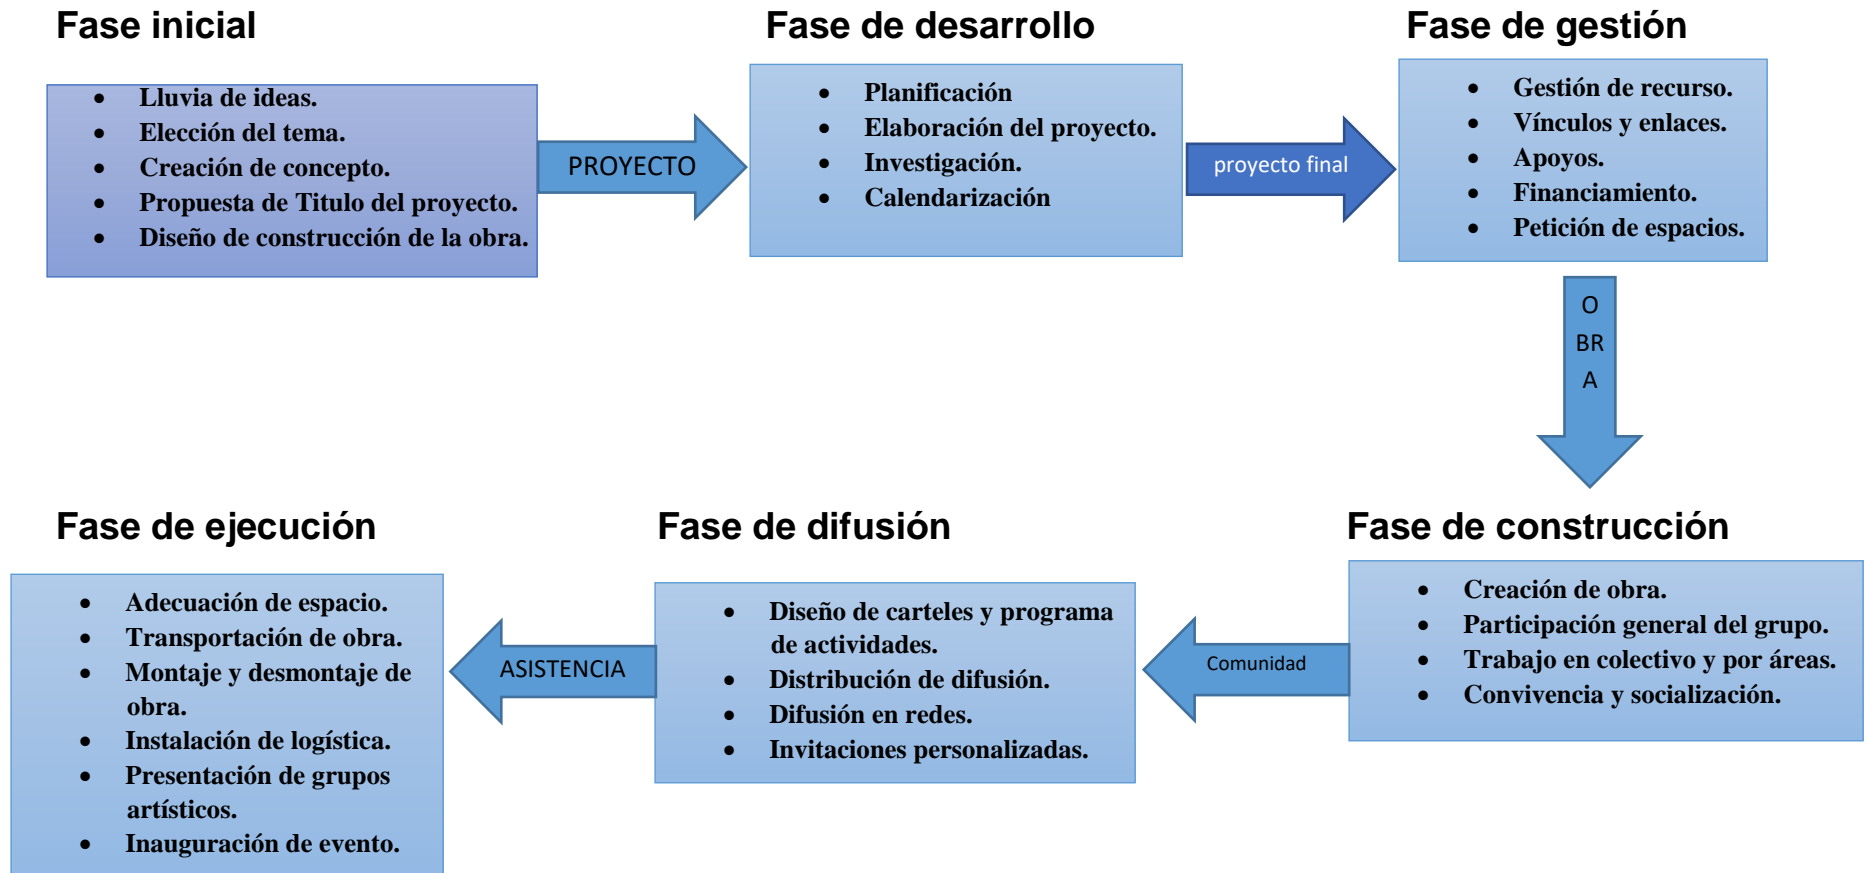 Fase inicial
• Lluvia de ideas.
• Elección del tema.
• Creación de concepto.
• Propuesta de Titulo del proyecto.
• Diseño de construcción de la obra.
PROYECTO
Fase de desarrollo
• Planificación
• Elaboración del proyecto.
• Investigación.
• Calendarización
proyecto final
Fase de gestión
• Gestión de recurso.
• Vínculos y enlaces.
• Apoyos.
• Financiamiento.
• Petición de espacios.
O
BR
A
Fase de construcción
• Creación de obra.
• Participación general del grupo.
• Trabajo en colectivo y por áreas.
• Convivencia y socialización.
Comunidad
Fase de difusión
• Diseño de carteles y programa
de actividades.
• Distribución de difusión.
• Difusión en redes.
• Invitaciones personalizadas.
ASISTENCIA
Fase de ejecución
• Adecuación de espacio.
• Transportación de obra.
• Montaje y desmontaje de
obra.
• Instalación de logística.
• Presentación de grupos
artísticos.
• Inauguración de evento.